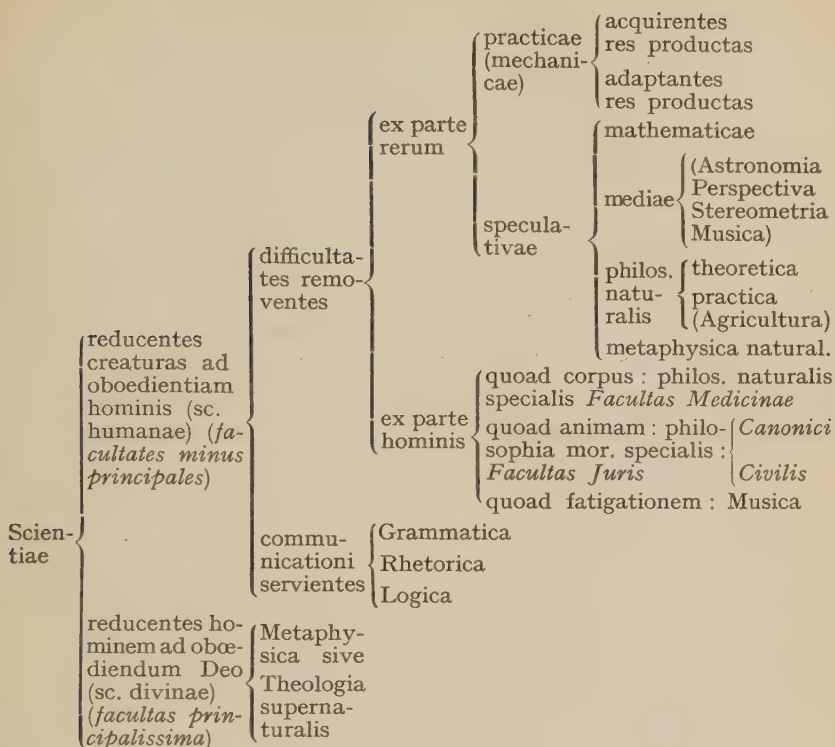 practicae
(mechani-
cae)
acquirentes
res productas
adaptantes
res productas
ex parte
rerum
specula-
tivae
mathematicae
mediae
(Astronomia
Perspectiva
Stereometria
Musica)
philos.
natu-
ralis
theoretica
practica
(Agricultura)
metaphysica natural.
difficulta-
tes remo-
ventes
ex parte
hominis
quoad corpus : philos. naturalis
specialis Facultas Medicinae
quoad animam : philo-
sophia mor. specialis :
Facultas Juris
Canonici
Civilis
quoad fatigationem : Musica
reducentes
creaturas ad
oboedientiam
hominis (sc.
humanae) (fa-
cultates minus
principales)
commu-
nicationi
servientes
Grammatica
Rhetorica
Logica
Scien-
tiae
reducentes ho-
minem ad obœ-
diendum Deo
(sc. divinae)
(facultas prin-
cipalissima)
Metaphy-
sica sive
Theologia
superna-
turalis